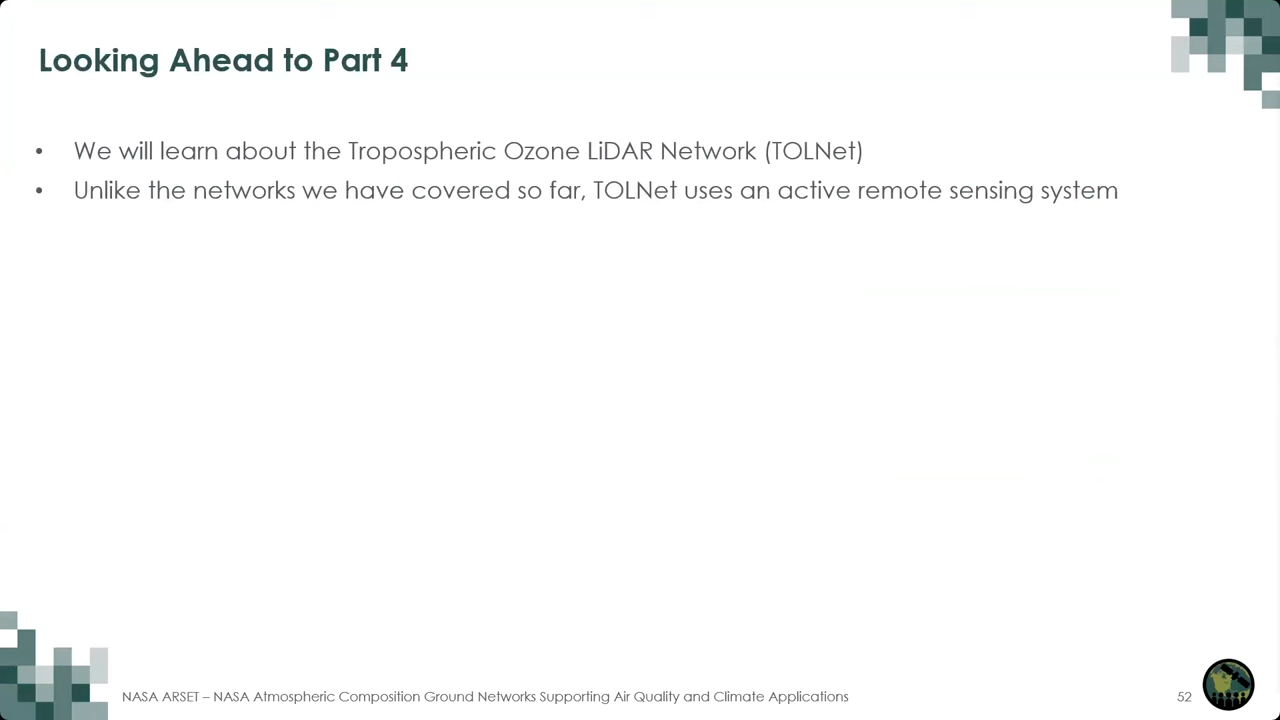 Looking Ahead to Part 4
• We will learn about the Tropospheric Ozone LiDAR Network (TOLNet)
• Unlike the networks we have covered so far, TOLNet uses an active remote sensing system
NASA ARSET – NASA Atmospheric Composition Ground Networks Supporting Air Quality and Climate Applications
52